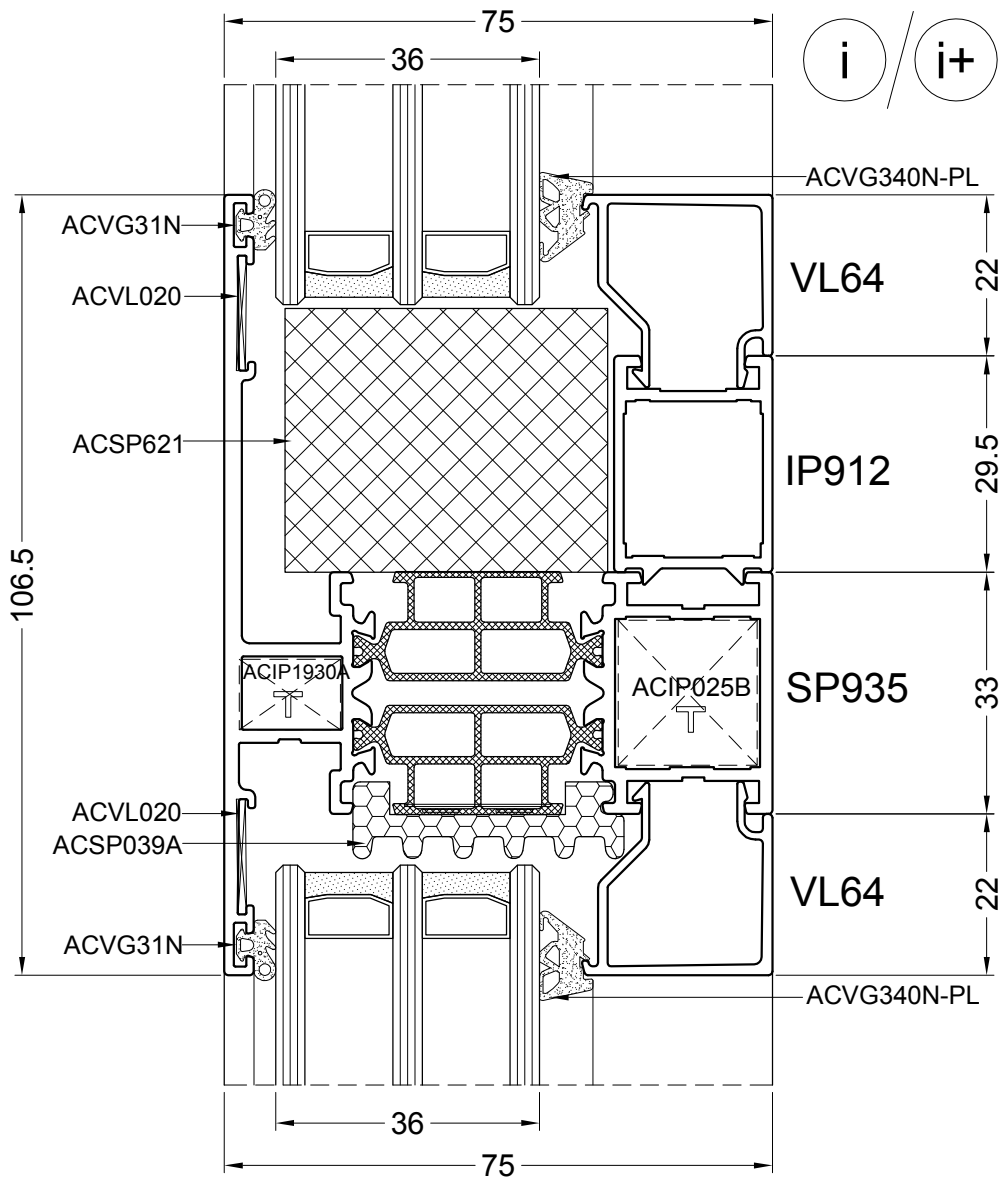 75
36
i / i+
ACVG340N-PL
ACVG31N
VL64
22
ACVL020
ACSP621
IP912
29.5
106.5
ACIP1930A
ACIP025B
SP935
33
ACVL020
ACSP039A
VL64
22
ACVG31N
ACVG340N-PL
36
75